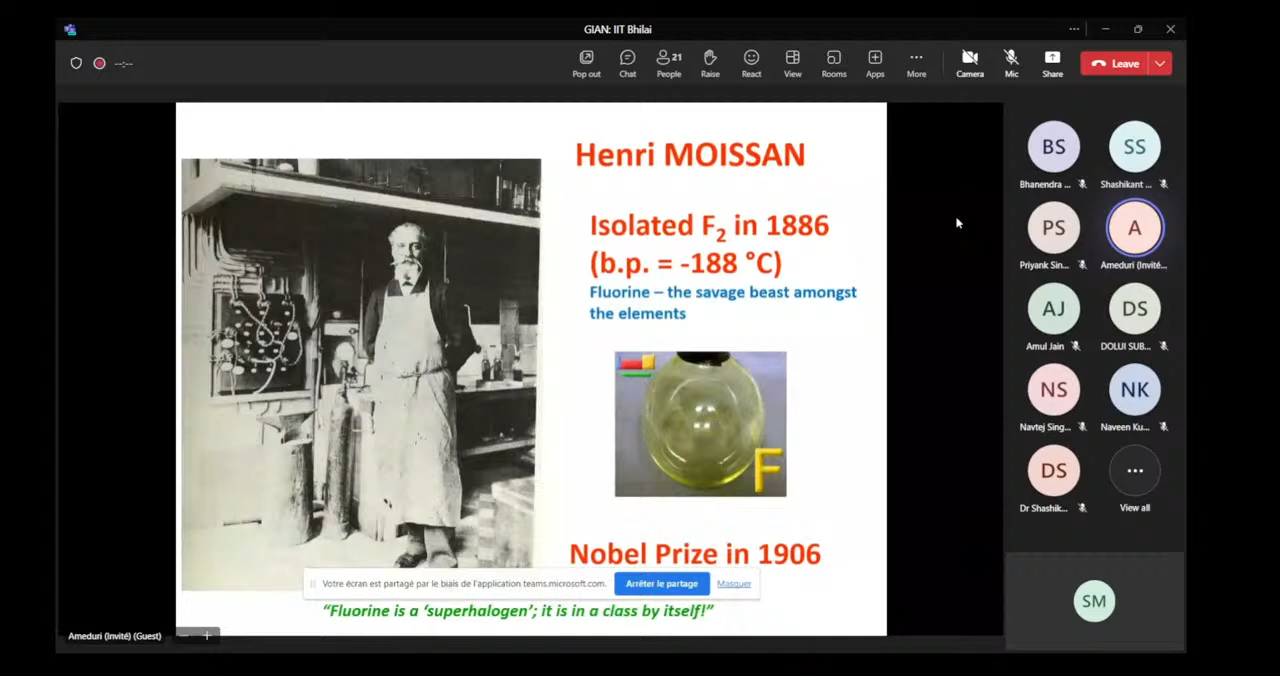 GIAN: IIT Bhilai
--:--
Pop out
Chat
21
People
Raise
React
View
Rooms
Apps
More
Camera
Mic
Share
Leave
Henri MOISSAN
Isolated F₂ in 1886
(b.p. = -188 °C)
Fluorine – the savage beast amongst
the elements
F
Nobel Prize in 1906
Votre écran est partagé par le biais de l'application teams.microsoft.com.
Arrêter le partage
Masquer
"Fluorine is a 'superhalogen'; it is in a class by itself!"
Ameduri (Invité) (Guest)
BS
Bhanendra ...
SS
Shashikant ...
PS
Priyank Sin...
A
Ameduri (Invité...
AJ
Amul Jain
DS
DOLUI SUB...
NS
Navtej Sing...
NK
Naveen Ku...
DS
Dr Shashik...
View all
SM